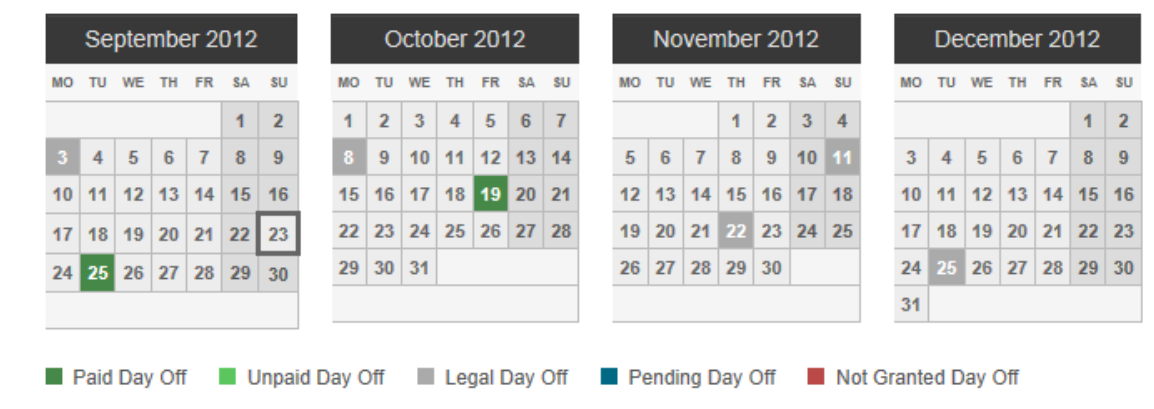 September 2012 October 2012 November 2012 December 2012
MO TU WE TH FR SA SU MO TU WE TH FR SA SU MO TU WE TH FR SA SU MO TU WE TH FR SA SU
1 2 1 2 3 4 5 6 7 1 2 3 4 1 2
3 4 5 6 7 8 9 8 9 10 11 12 13 14 5 6 7 8 9 10 11 3 4 5 6 7 8 9
10 11 12 13 14 15 16 15 16 17 18 19 20 21 12 13 14 15 16 17 18 10 11 12 13 14 15 16
17 18 19 20 21 22 23 22 23 24 25 26 27 28 19 20 21 22 23 24 25 17 18 19 20 21 22 23
24 25 26 27 28 29 30 29 30 31 26 27 28 29 30 24 25 26 27 28 29 30
31
Paid Day Off Unpaid Day Off Legal Day Off Pending Day Off Not Granted Day Off